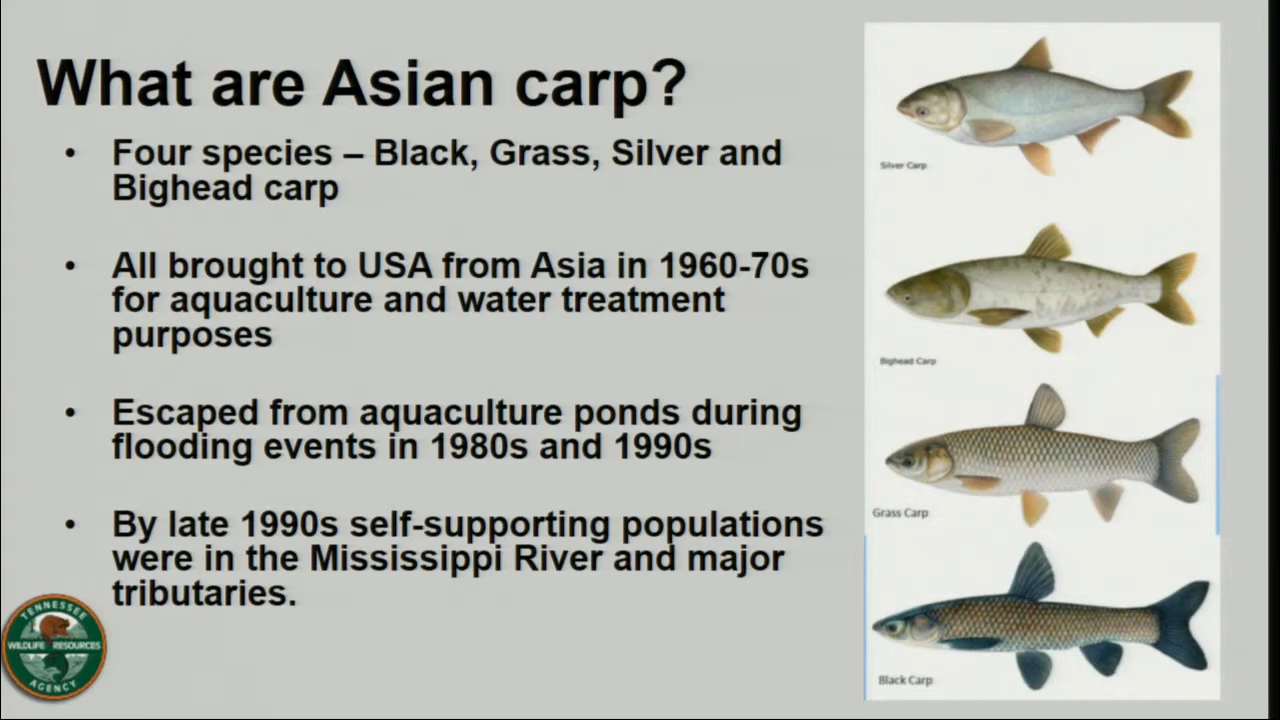 What are Asian carp?
• Four species – Black, Grass, Silver and
Bighead carp
• All brought to USA from Asia in 1960-70s
for aquaculture and water treatment
purposes
• Escaped from aquaculture ponds during
flooding events in 1980s and 1990s
• By late 1990s self-supporting populations
were in the Mississippi River and major
tributaries.
Silver Carp
Bighead Carp
Grass Carp
Black Carp
TENNESSEE
WILDLIFE RESOURCES
AGENCY